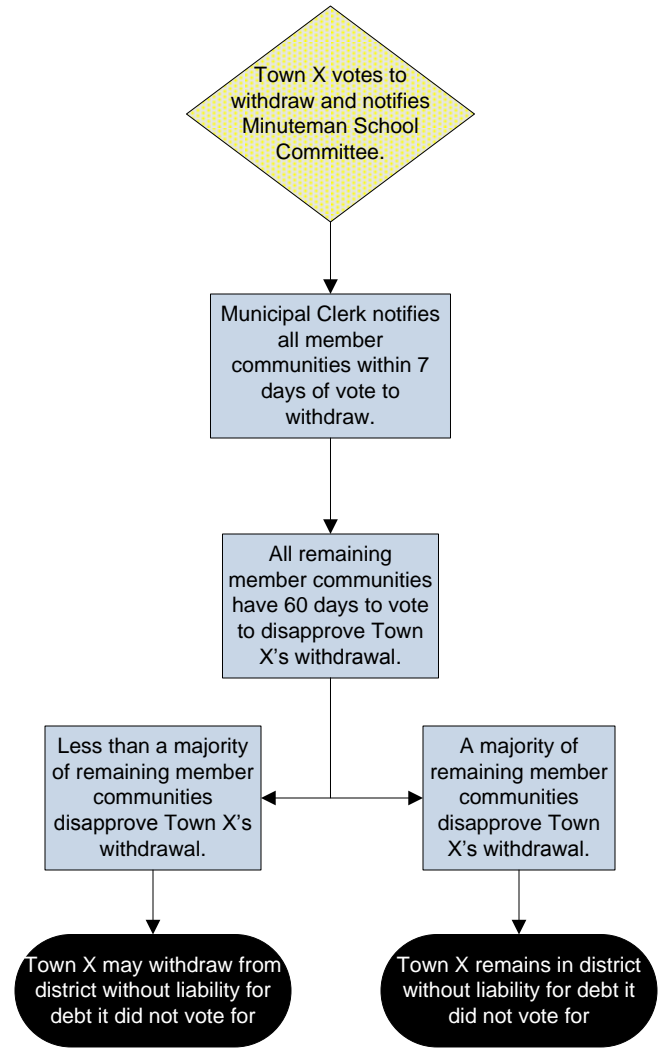 Town X votes to
withdraw and notifies
Minuteman School
Committee.
Municipal Clerk notifies
all member
communities within 7
days of vote to
withdraw.
All remaining
member communities
have 60 days to vote
to disapprove Town
X's withdrawal.
Less than a majority
of remaining member
communities
disapprove Town X's
withdrawal.
A majority of
remaining member
communities
disapprove Town
X's withdrawal.
Town X may withdraw from
district without liability for
debt it did not vote for
Town X remains in district
without liability for debt it
did not vote for